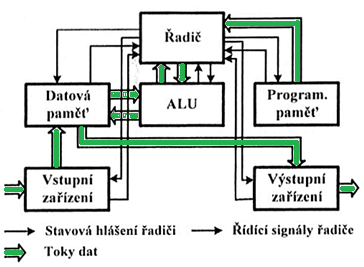 Řadič
Datová
paměť
ALU
Program.
paměť
Vstupní
zařízení
Výstupní
zařízení
Stavová hlášení řadiči
Řídící signály řadiče
Toky dat